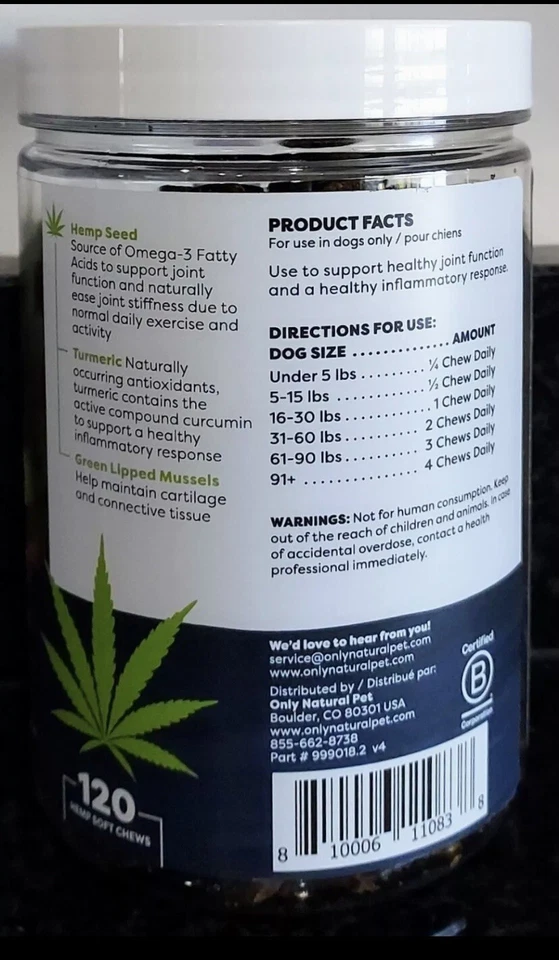 Hemp Seed
Source of Omega-3 Fatty
Acids to support joint
function and naturally
ease joint stiffness due to
normal daily exercise and
activity
Turmeric Naturally
occurring antioxidants,
turmeric contains the
active compound curcumin
to support a healthy
inflammatory response
Green Lipped Mussels
Help maintain cartilage
and connective tissue
120
HEMP SOFT CHEWS
PRODUCT FACTS
For use in dogs only / pour chiens
Use to support healthy joint function
and a healthy inflammatory response.
DIRECTIONS FOR USE:
DOG SIZE .............. AMOUNT
Under 5 lbs ......... ¼ Chew Daily
5-15 lbs ............. ½ Chew Daily
16-30 lbs ............ 1 Chew Daily
31-60 lbs ........... 2 Chews Daily
61-90 lbs ........... 3 Chews Daily
91+ ................. 4 Chews Daily
WARNINGS: Not for human consumption. Keep
out of the reach of children and animals. In case
of accidental overdose, contact a health
professional immediately.
We'd love to hear from you!
service@onlynaturalpet.com
www.onlynaturalpet.com
Distributed by / Distribué par:
Only Natural Pet
Boulder, CO 80301 USA
www.onlynaturalpet.com
855-662-8738
Part # 999018.2 v4
Certified
B
Corporation
8 10006 11083 8